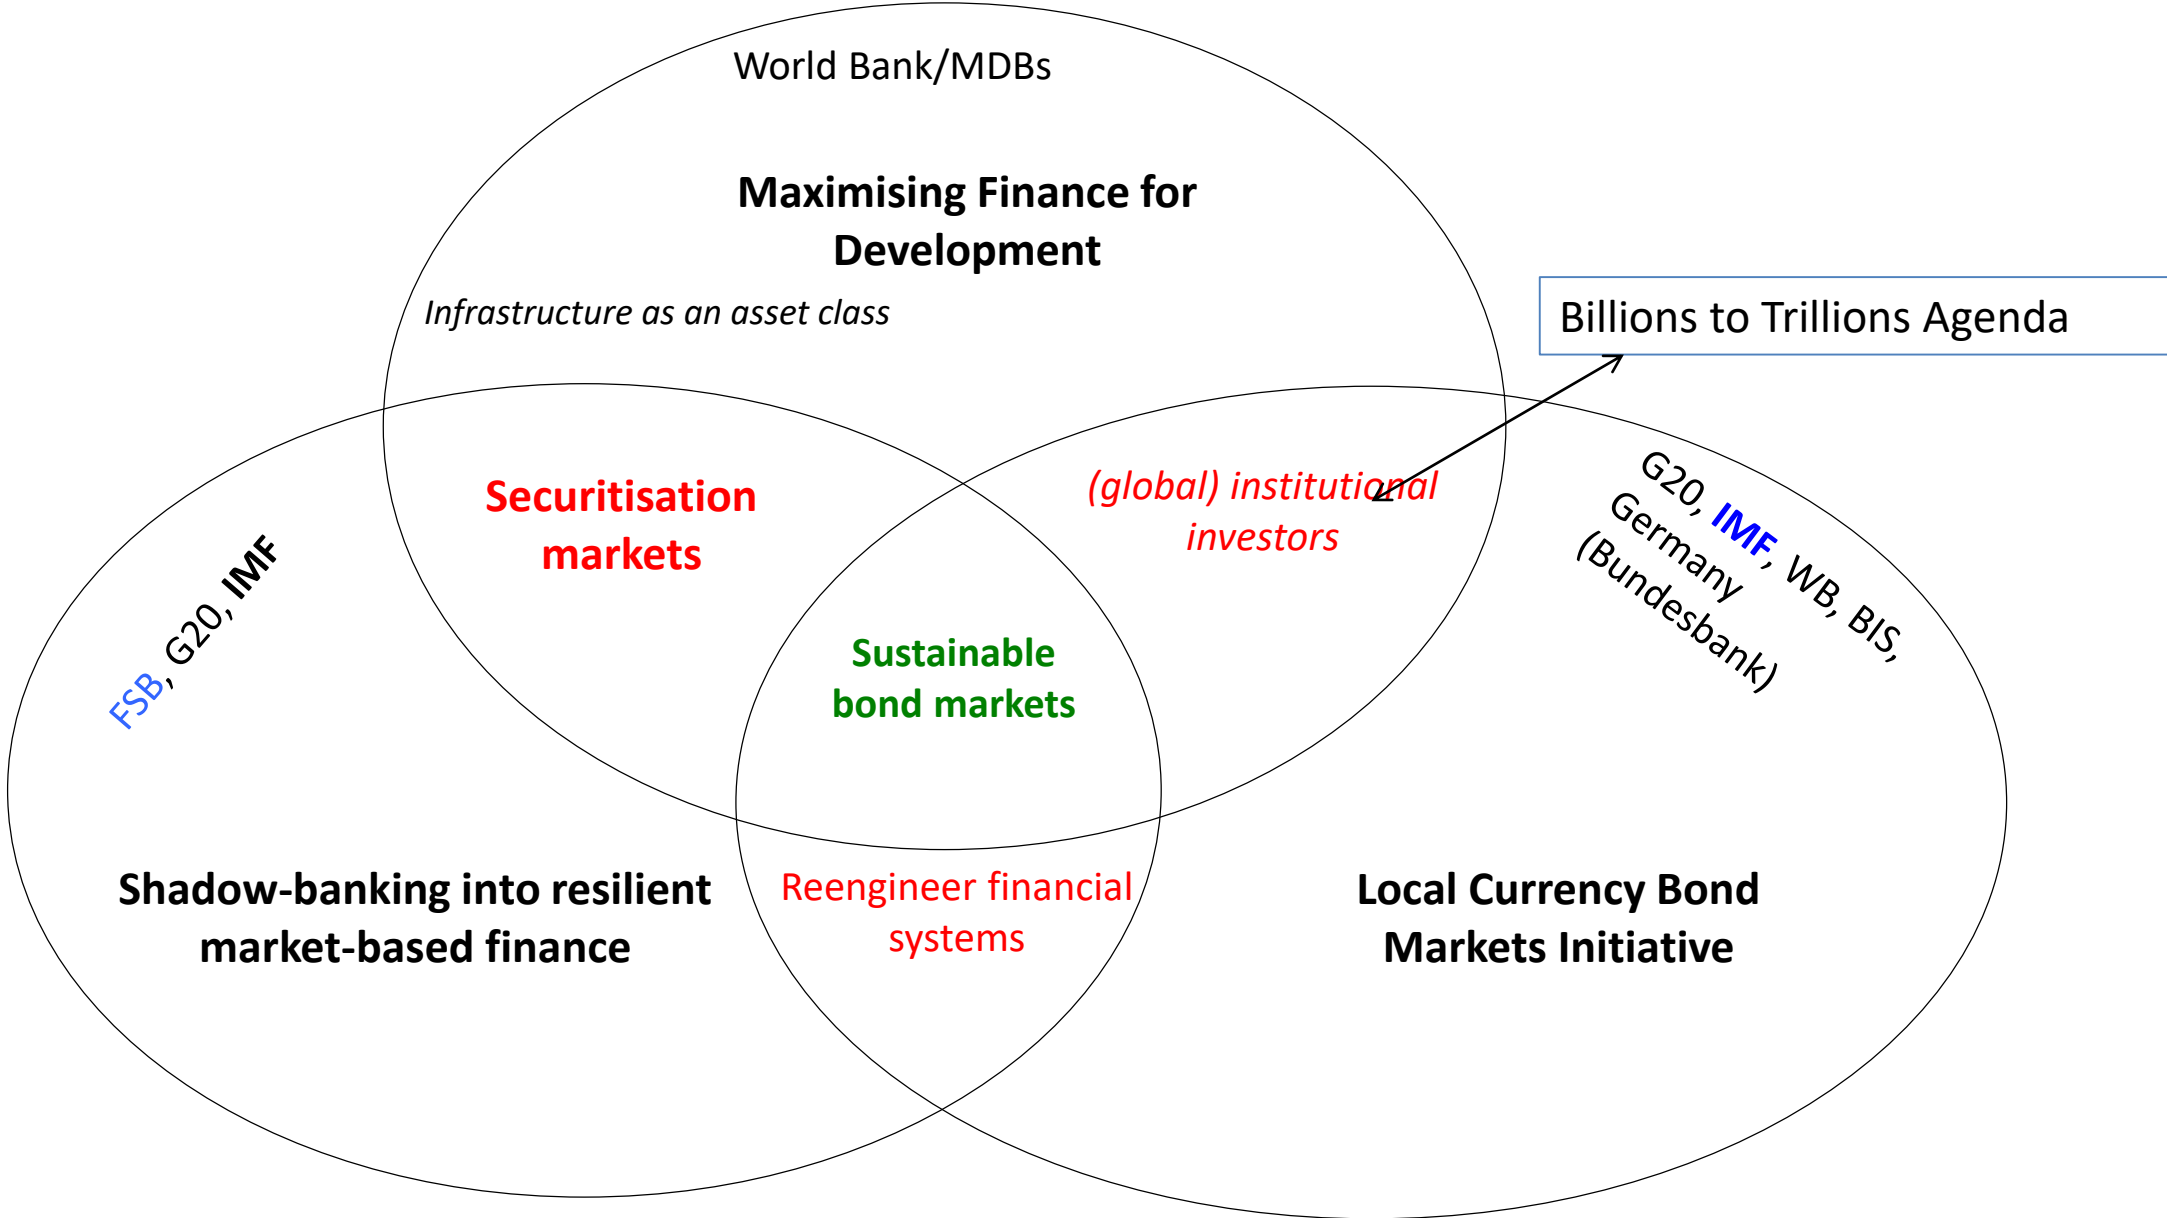 World Bank/MDBs
Maximising Finance for
Development
Infrastructure as an asset class
Billions to Trillions Agenda
Securitisation
markets
(global) institutional
investors
G20, IMF, WB, BIS,
Germany
(Bundesbank)
FSB, G20, IMF
Sustainable
bond markets
Shadow-banking into resilient
market-based finance
Reengineer financial
systems
Local Currency Bond
Markets Initiative